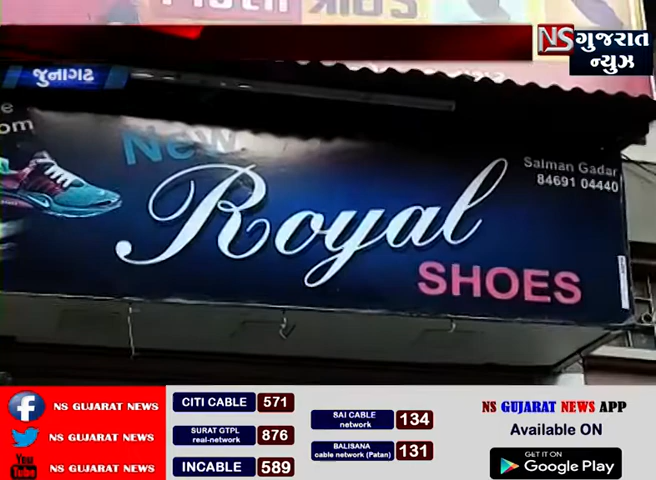 NS ગુજરાત
ન્યુઝ
જુનાગઢ
New
Royal
SHOES
Salman Gadar
84691 04440
NS GUJARAT NEWS
NS GUJARAT NEWS
You Tube NS GUJARAT NEWS
CITI CABLE 571
SURAT GTPL
real-network 876
INCABLE 589
SAI CABLE
network 134
BALISANA
cable network (Patan) 131
NS GUJARAT NEWS APP
Available ON
GET IT ON
Google Play